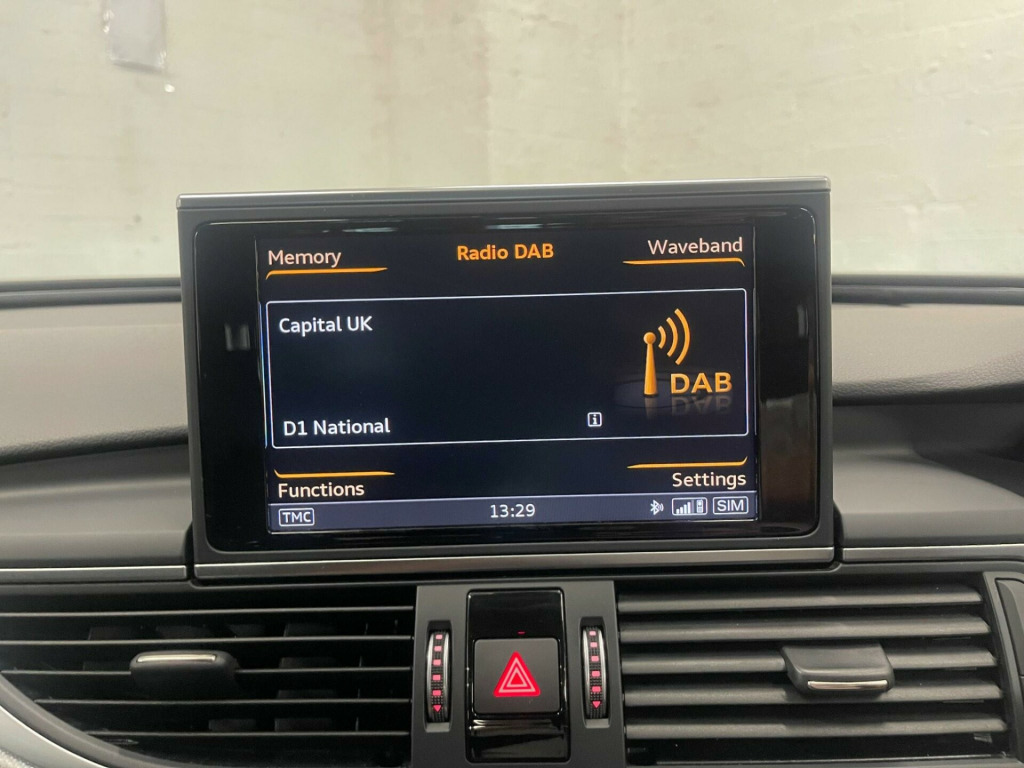 Memory
Radio DAB
Waveband
Capital UK
DAB
D1 National
i
Functions
Settings
TMC
13:29
SIM